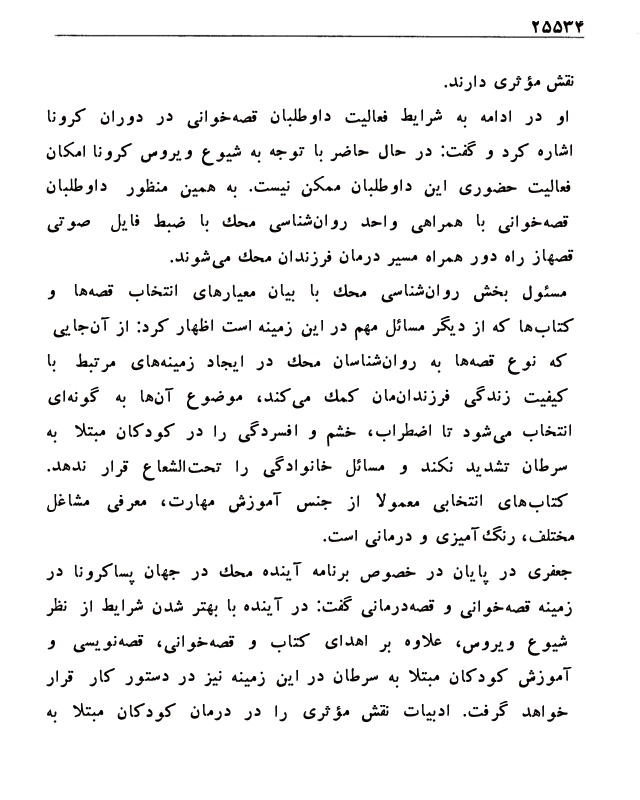 ۲۵۵۳۴
نقش مؤثری دارند.
او در ادامه به شرایط فعالیت داوطلبان قصه‌خوانی در دوران کرونا
اشاره کرد و گفت: در حال حاضر با توجه به شیوع ویروس کرونا امکان
فعالیت حضوری این داوطلبان ممکن نیست. به همین منظور داوطلبان
قصه‌خوانی با همراهی واحد روان‌شناسی محک با ضبط فایل صوتی
قصهاز راه دور همراه مسیر درمان فرزندان محک می‌شوند.
مسئول بخش روان‌شناسی محک با بیان معیارهای انتخاب قصه‌ها و
کتاب‌ها که از دیگر مسائل مهم در این زمینه است اظهار کرد: از آن‌جایی
که نوع قصه‌ها به روان‌شناسان محک در ایجاد زمینه‌های مرتبط با
کیفیت زندگی فرزندان‌مان کمک می‌کند، موضوع آن‌ها به گونه‌ای
انتخاب می‌شود تا اضطراب، خشم و افسردگی را در کودکان مبتلا به
سرطان تشدید نکند و مسائل خانوادگی را تحت‌الشعاع قرار ندهد.
کتاب‌های انتخابی معمولا از جنس آموزش مهارت، معرفی مشاغل
مختلف، رنگ‌آمیزی و درمانی است.
جعفری در پایان در خصوص برنامه آینده محک در جهان پساکرونا در
زمینه قصه‌خوانی و قصه‌درمانی گفت: در آینده با بهتر شدن شرایط از نظر
شیوع ویروس، علاوه بر اهدای کتاب و قصه‌خوانی، قصه‌نویسی و
آموزش کودکان مبتلا به سرطان در این زمینه نیز در دستور کار قرار
خواهد گرفت. ادبیات نقش مؤثری را در درمان کودکان مبتلا به